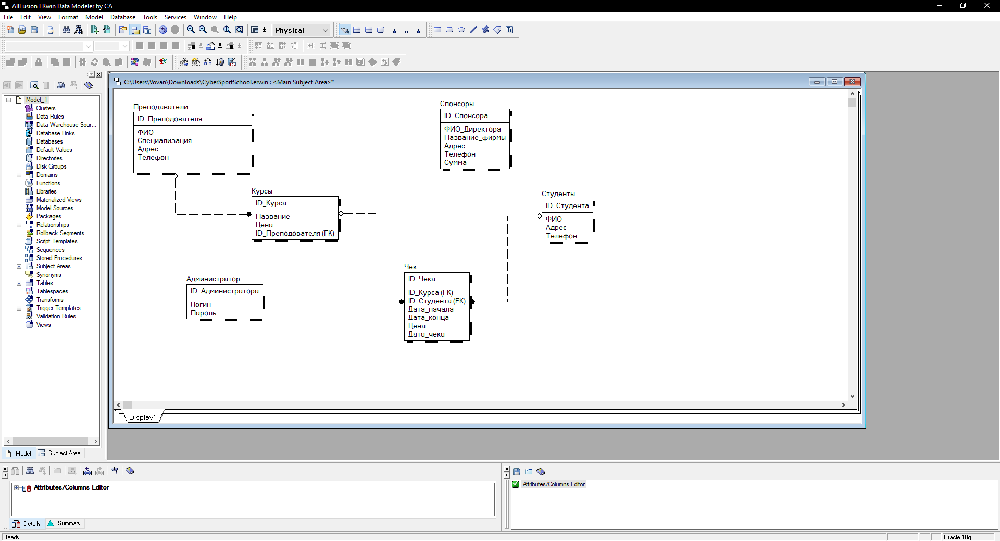 AllFusion ERwin Data Modeler by CA
File Edit View Format Model Database Tools Services Window Help
Physical
C:\Users\Vovan\Downloads\CyberSportSchool.erwin : <Main Subject Area>*
Model_1
Clusters
Data Rules
Data Warehouse Sour...
Database Links
Databases
Default Values
Directories
Disk Groups
Domains
Functions
Libraries
Materialized Views
Model Sources
Packages
Relationships
Rollback Segments
Script Templates
Sequences
Stored Procedures
Subject Areas
Synonyms
Tables
Tablespaces
Transforms
Trigger Templates
Validation Rules
Views
Model Subject Area
Преподаватели
ID_Преподователя
ФИО
Специализация
Адрес
Телефон
Спонсоры
ID_Спонсора
ФИО_Директора
Название_фирмы
Адрес
Телефон
Сумма
Курсы
ID_Курса
Название
Цена
ID_Преподователя (FK)
Студенты
ID_Студента
ФИО
Адрес
Телефон
Администратор
ID_Администратора
Логин
Пароль
Чек
ID_Чека
ID_Курса (FK)
ID_Студента (FK)
Дата_начала
Дата_конца
Цена
Дата_чека
Display1
Attributes/Columns Editor
Details Summary
Attributes/Columns Editor
Ready
Oracle 10g